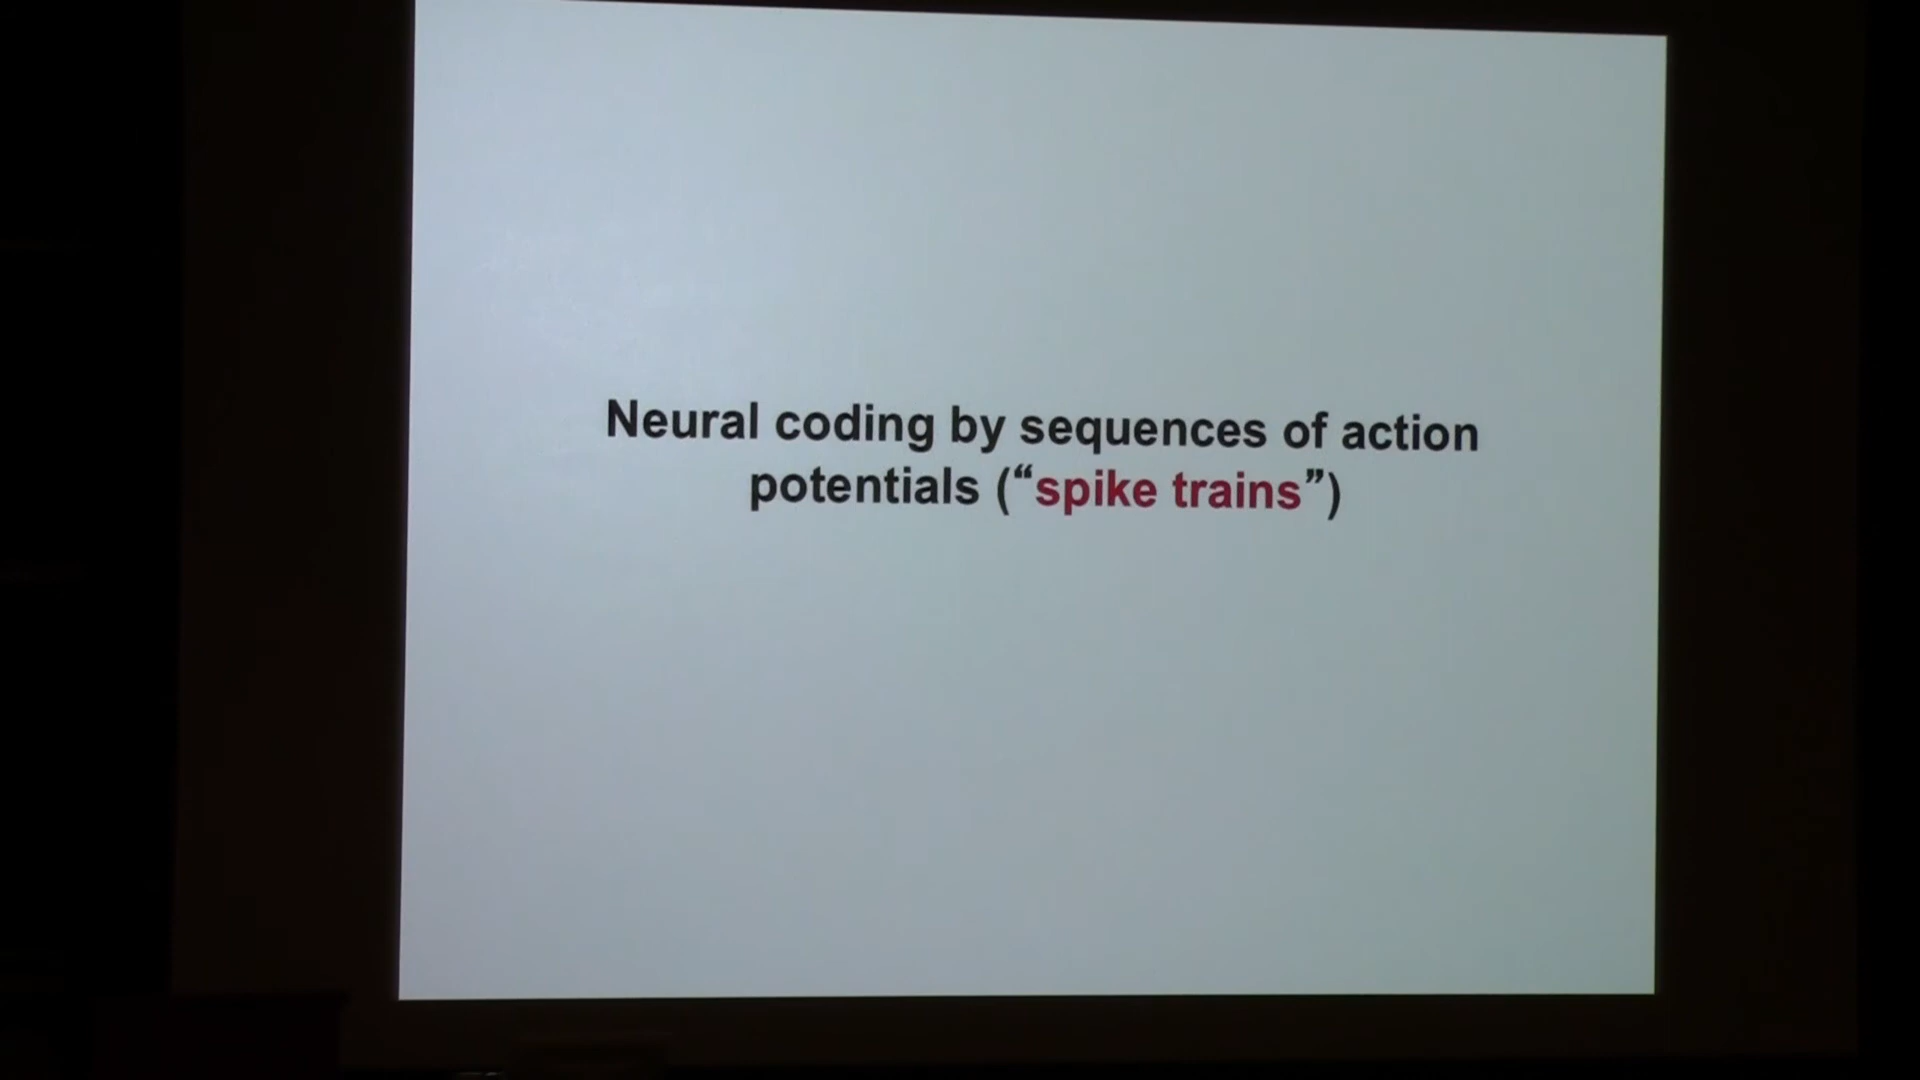 Neural coding by sequences of action
potentials (“spike trains”)